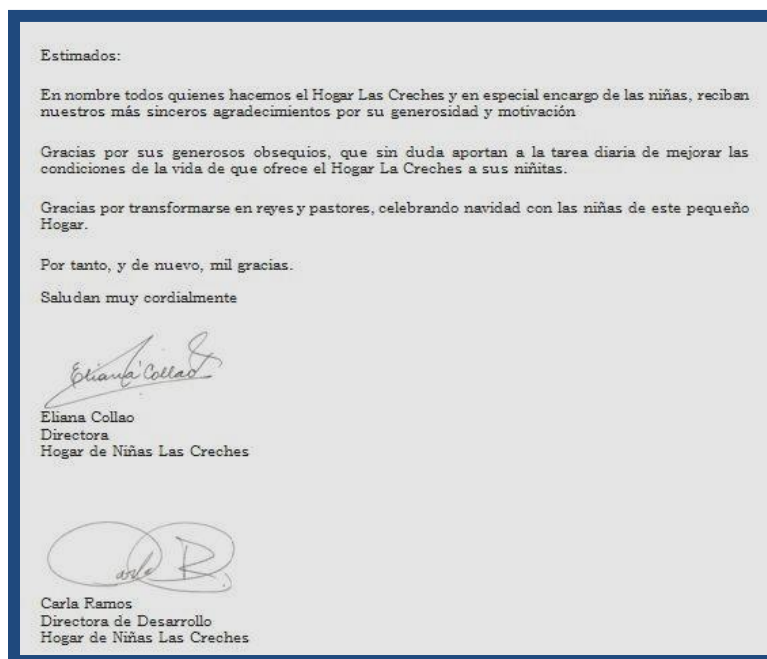 Estimados:
En nombre todos quienes hacemos el Hogar Las Creches y en especial encargo de las niñas, reciban
nuestros más sinceros agradecimientos por su generosidad y motivación
Gracias por sus generosos obsequios, que sin duda aportan a la tarea diaria de mejorar las
condiciones de la vida de que ofrece el Hogar La Creches a sus niñitas.
Gracias por transformarse en reyes y pastores, celebrando navidad con las niñas de este pequeño
Hogar.
Por tanto, y de nuevo, mil gracias.
Saludan muy cordialmente
Eliana Collao
Eliana Collao
Directora
Hogar de Niñas Las Creches
Carla R.
Carla Ramos
Directora de Desarrollo
Hogar de Niñas Las Creches